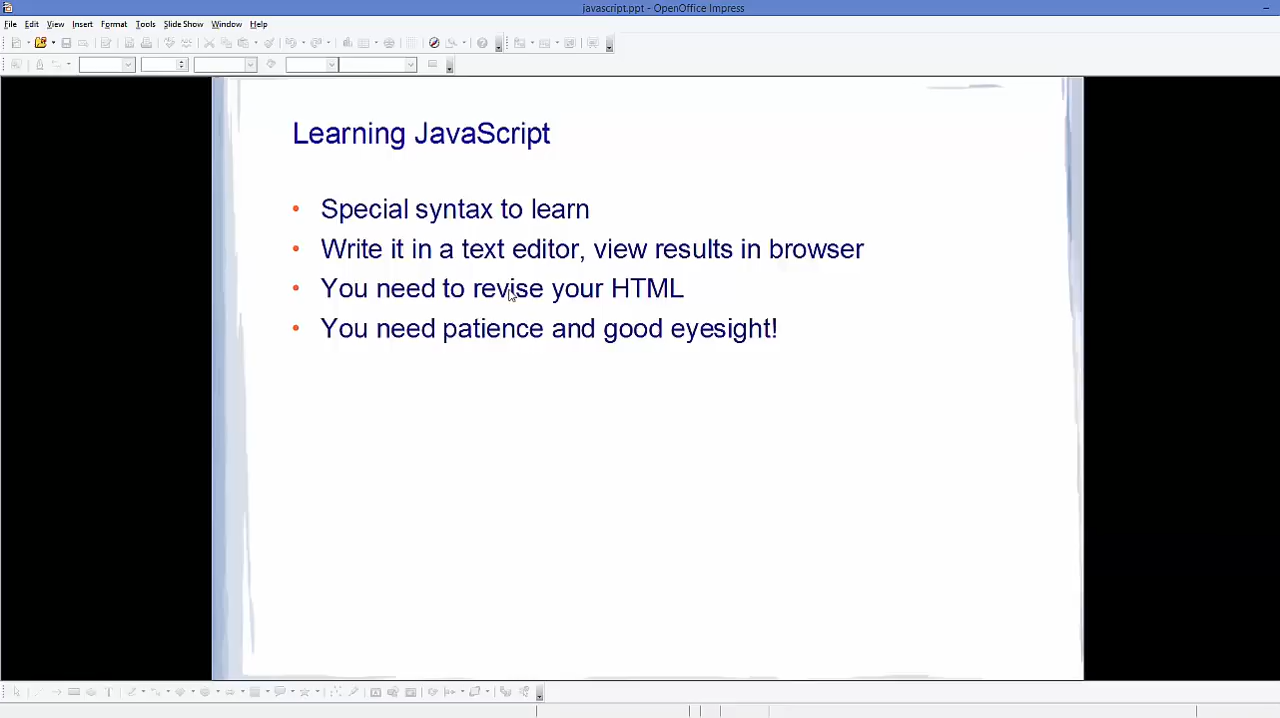 javascript.ppt - OpenOffice Impress
File Edit View Insert Format Tools Slide Show Window Help
Learning JavaScript
• Special syntax to learn
• Write it in a text editor, view results in browser
• You need to revise your HTML
• You need patience and good eyesight!